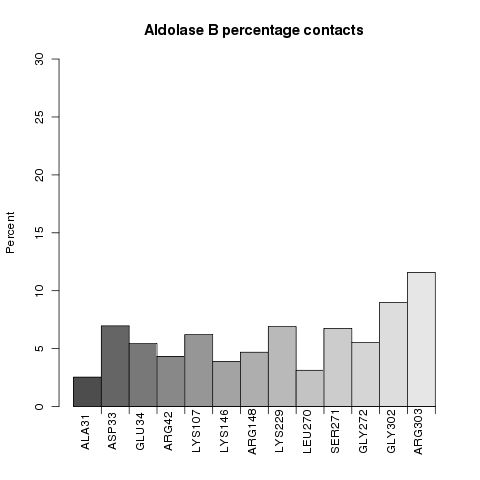 Aldolase B percentage contacts
Percent
30
25
20
15
10
5
0
ALA31
ASP33
GLU34
ARG42
LYS107
LYS146
ARG148
LYS229
LEU270
SER271
GLY272
GLY302
ARG303